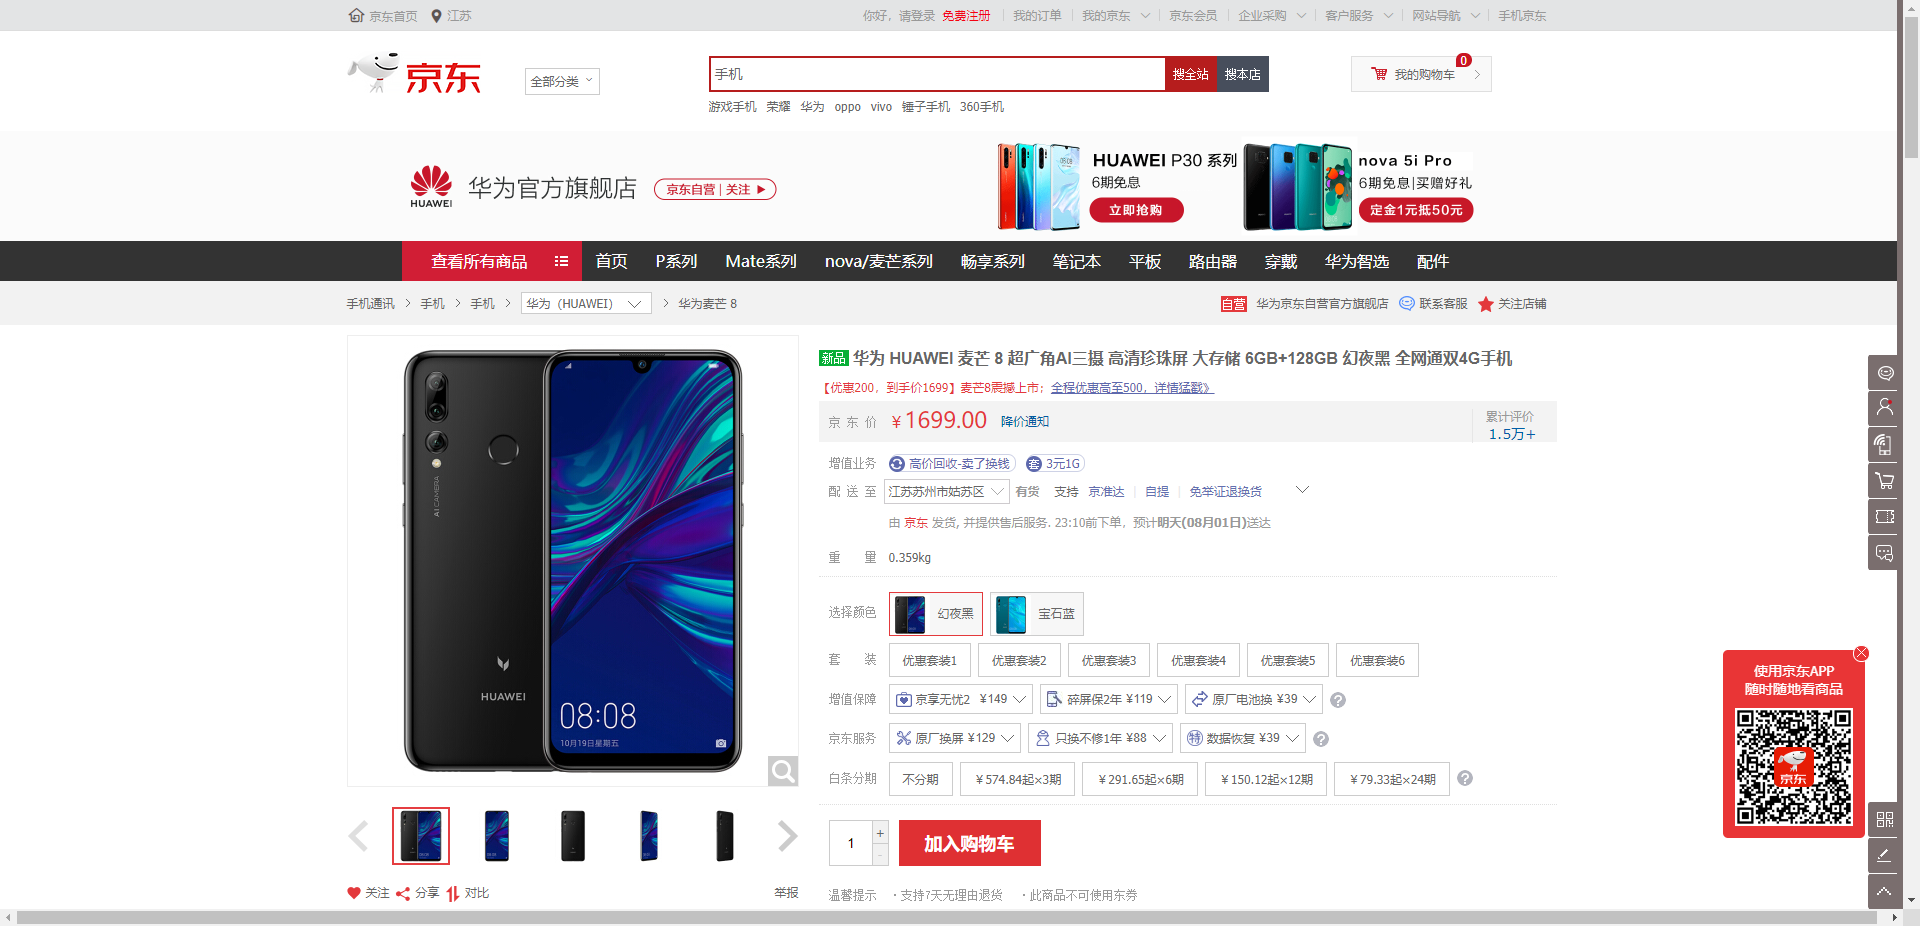 京东首页 江苏 你好，请登录 免费注册 我的订单 我的京东 京东会员 企业采购 客户服务 网站导航 手机京东
京东 全部分类 手机 搜全站 搜本店 0 我的购物车
游戏手机 荣耀 华为 oppo vivo 锤子手机 360手机
HUAWEI 华为官方旗舰店 京东自营 | 关注
HUAWEI P30 系列
6期免息
立即抢购
nova 5i Pro
6期免息|买赠好礼
定金1元抵50元
查看所有商品 首页 P系列 Mate系列 nova/麦芒系列 畅享系列 笔记本 平板 路由器 穿戴 华为智选 配件
手机通讯 > 手机 > 手机 > 华为（HUAWEI） > 华为麦芒 8 自营 华为京东自营官方旗舰店 联系客服 关注店铺
AI CAMERA
HUAWEI
08:08
10月19日星期五
新品 华为 HUAWEI 麦芒 8 超广角AI三摄 高清珍珠屏 大存储 6GB+128GB 幻夜黑 全网通双4G手机
【优惠200，到手价1699】麦芒8震撼上市；全程优惠高至500，详情猛戳》
京东价 ￥1699.00 降价通知 累计评价
1.5万+
增值业务 高价回收-卖了换钱 套 3元1G
配送至 江苏苏州市姑苏区 有货 支持 京准达 自提 免举证退换货
由 京东 发货, 并提供售后服务. 23:10前下单，预计明天(08月01日)送达
重量 0.359kg
选择颜色 幻夜黑 宝石蓝
套装 优惠套装1 优惠套装2 优惠套装3 优惠套装4 优惠套装5 优惠套装6
增值保障 京享无忧2 ¥149 碎屏保2年 ¥119 原厂电池换 ¥39 ?
京东服务 原厂换屏 ¥129 只换不修1年 ¥88 特 数据恢复 ¥39 ?
白条分期 不分期 ￥574.84起×3期 ￥291.65起×6期 ￥150.12起×12期 ￥79.33起×24期 ?
1 + - 加入购物车
温馨提示 ·支持7天无理由退货 ·此商品不可使用东券
关注 分享 对比 举报
使用京东APP
随时随地看商品
京东